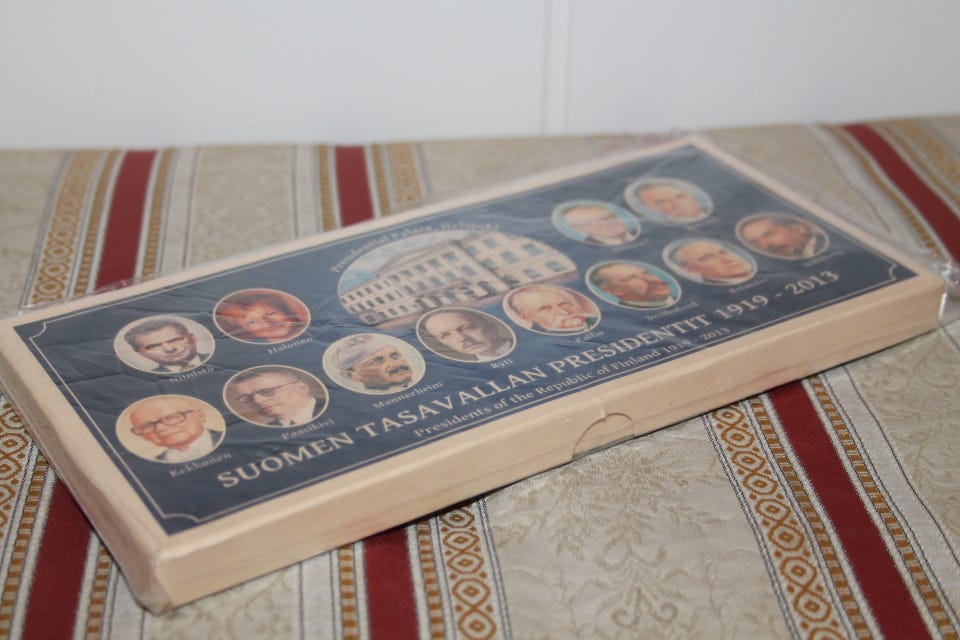 Presidential Palace, Helsinki
Niinistö
Halonen
Kekkonen
Paasikivi
Mannerheim
Ryti
SUOMEN TASAVALLAN PRESIDENTIT 1919 - 2013
Presidents of the Republic of Finland 1919 - 2013